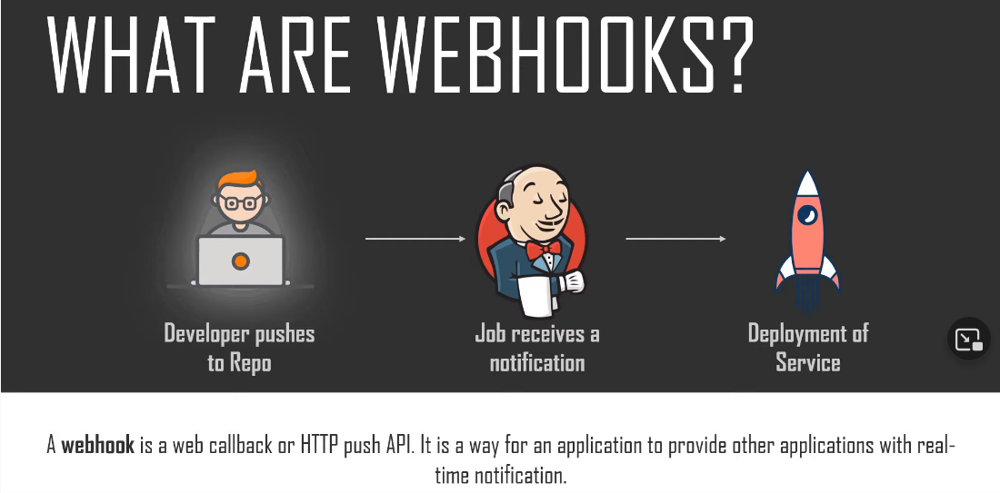 WHAT ARE WEBHOOKS?
Developer pushes
to Repo
Job receives a
notification
Deployment of
Service
A webhook is a web callback or HTTP push API. It is a way for an application to provide other applications with real-
time notification.